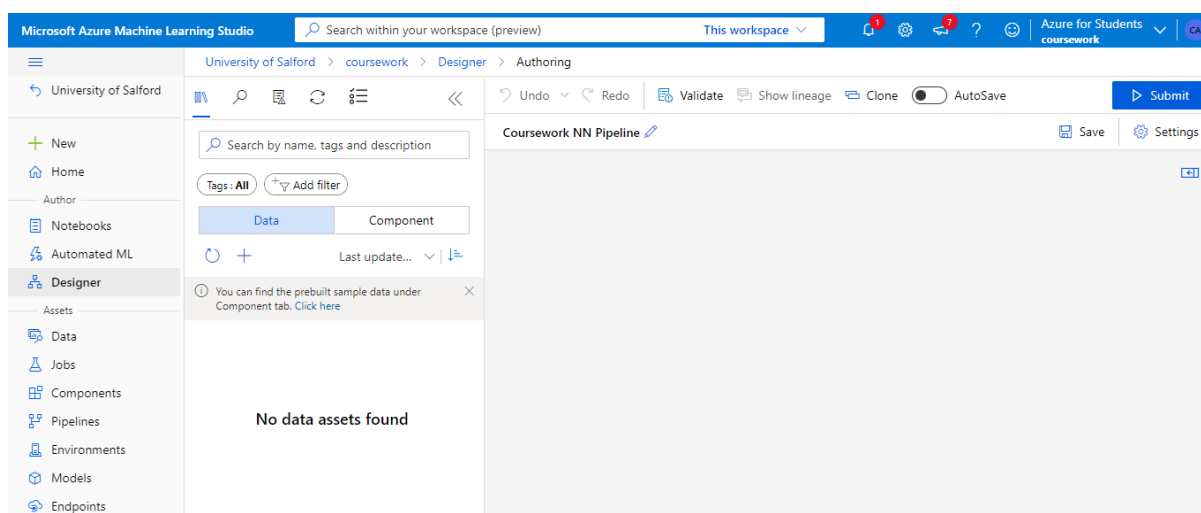 Microsoft Azure Machine Learning Studio
Search within your workspace (preview)
This workspace
1
7
?
Azure for Students
coursework
CA
University of Salford > coursework > Designer > Authoring
University of Salford
New
Home
Author
Notebooks
Automated ML
Designer
Assets
Data
Jobs
Components
Pipelines
Environments
Models
Endpoints
Search by name, tags and description
Tags : All
Add filter
Data
Component
Last update...
You can find the prebuilt sample data under
Component tab. Click here
No data assets found
Undo
Redo
Validate
Show lineage
Clone
AutoSave
Submit
Coursework NN Pipeline
Save
Settings